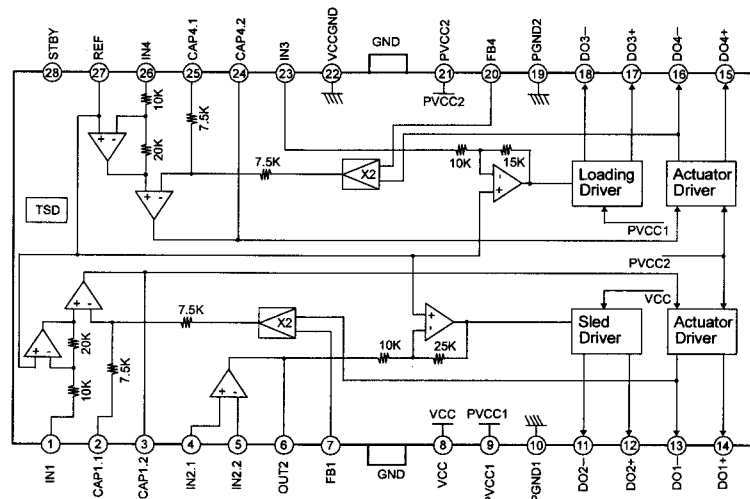 STBY
REF
IN4
CAP4.1
CAP4.2
IN3
VCCGND
GND
PVCC2
FB4
PGND2
DO3−
DO3+
DO4−
DO4+
28
27
26
25
24
23
22
21
20
19
18
17
16
15
PVCC2
10K
7.5K
20K
7.5K
X2
10K
15K
Loading
Driver
Actuator
Driver
+ -
+ -
+
-
TSD
PVCC1
PVCC2
VCC
+ -
+ -
7.5K
X2
+
-
Sled
Driver
Actuator
Driver
20K
10K
7.5K
10K
25K
+ -
VCC
PVCC1
1
2
3
4
5
6
7
8
9
10
11
12
13
14
IN1
CAP1.1
CAP1.2
IN2.1
IN2.2
OUT2
FB1
GND
VCC
PVCC1
PGND1
DO2−
DO2+
DO1−
DO1+